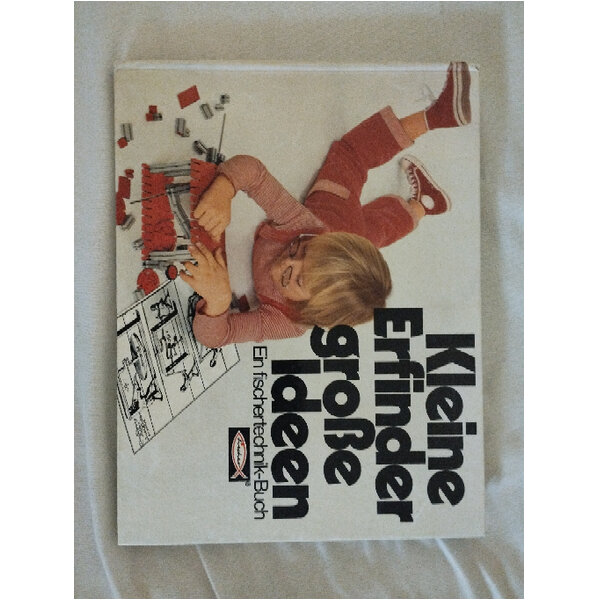 Kleine
Erfinder
große
Ideen
Ein fischertechnik-Buch